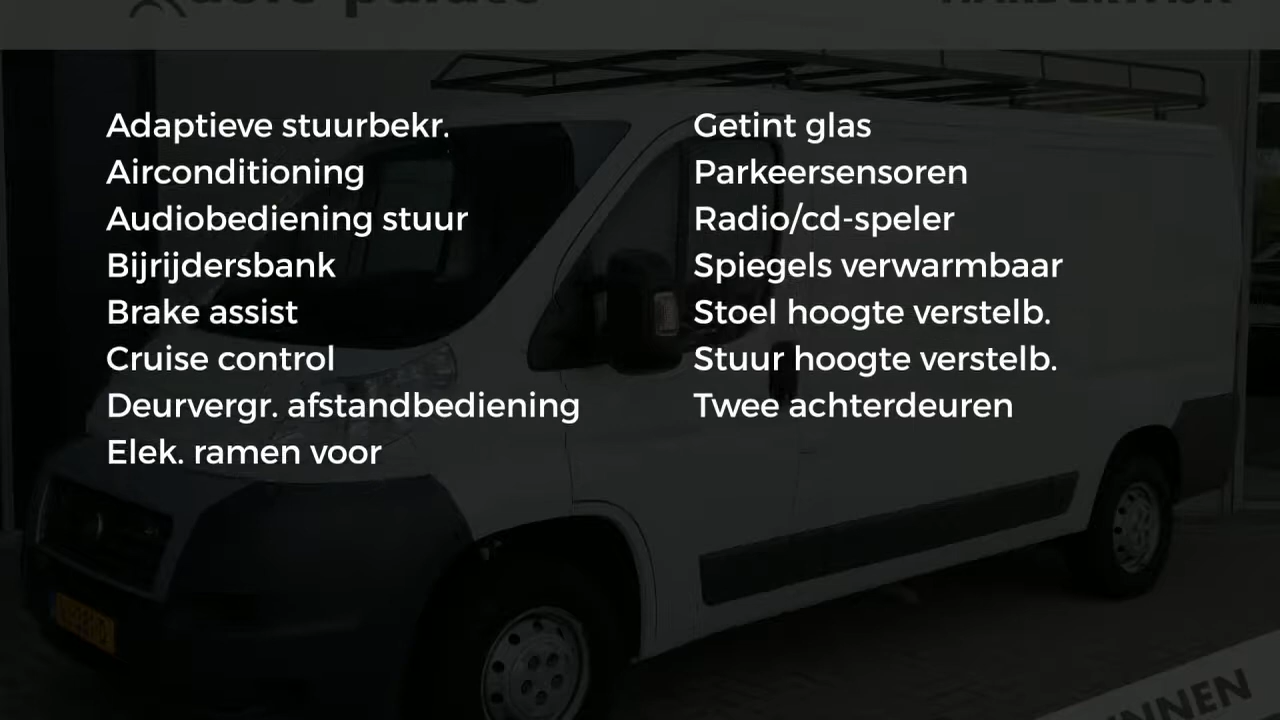 Adaptieve stuurbekr.
Airconditioning
Audiobediening stuur
Bijrijdersbank
Brake assist
Cruise control
Deurvergr. afstandbediening
Elek. ramen voor
Getint glas
Parkeersensoren
Radio/cd-speler
Spiegels verwarmbaar
Stoel hoogte verstelb.
Stuur hoogte verstelb.
Twee achterdeuren